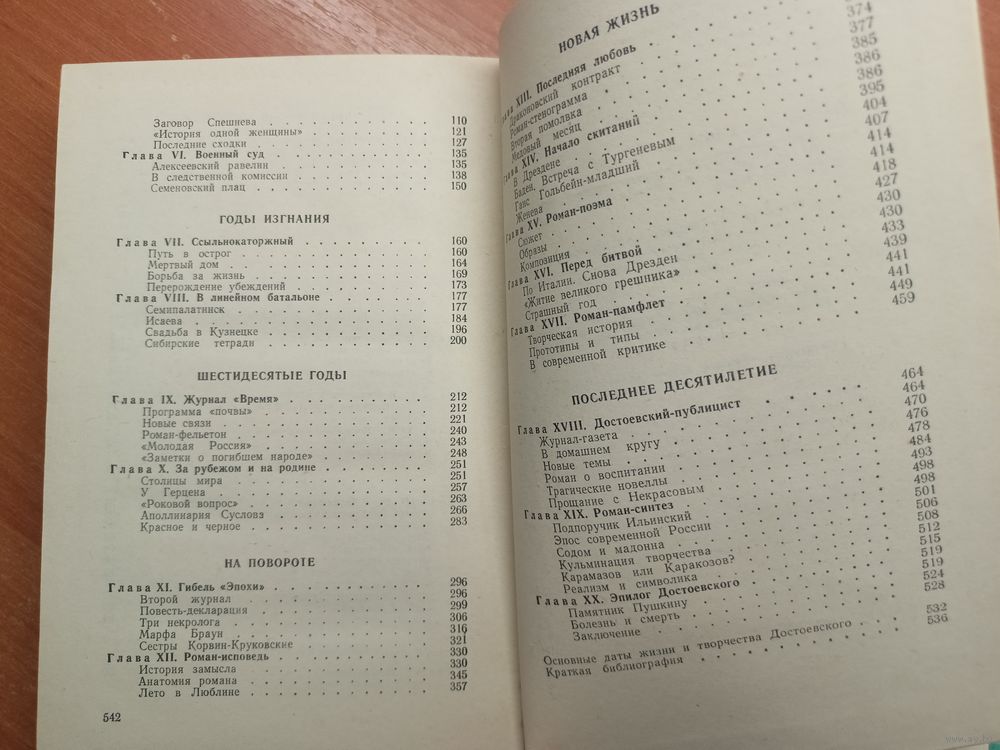 Заговор Спешнева . . . . . . . . . . 110
«История одной женщины» . . . . . . . 121
Последние сходки . . . . . . . . . . 127
Глава VI. Военный суд . . . . . . . . . 135
Алексеевский равелин . . . . . . . . . 135
В следственной комиссии . . . . . . . . 138
Семеновский плац . . . . . . . . . . 150
ГОДЫ ИЗГНАНИЯ
Глава VII. Ссыльнокаторжный . . . . . . . 160
Путь в острог . . . . . . . . . . . 160
Мертвый дом . . . . . . . . . . . 164
Борьба за жизнь . . . . . . . . . . 169
Перерождение убеждений . . . . . . . . 173
Глава VIII. В линейном батальоне . . . . . . 177
Семипалатинск . . . . . . . . . . . 177
Исаева . . . . . . . . . . . . . 184
Свадьба в Кузнецке . . . . . . . . . 196
Сибирские тетради . . . . . . . . . . 200
ШЕСТИДЕСЯТЫЕ ГОДЫ
Глава IX. Журнал «Время» . . . . . . . . 212
Программа «почвы» . . . . . . . . . . 212
Новые связи . . . . . . . . . . . 221
Роман-фельетон . . . . . . . . . . . 240
«Молодая Россия» . . . . . . . . . . 243
«Заметки о погибшем народе» . . . . . . . 248
Глава X. За рубежом и на родине . . . . . . 251
Столицы мира . . . . . . . . . . . 251
У Герцена . . . . . . . . . . . . 257
«Роковой вопрос» . . . . . . . . . . 263
Аполлинария Суслова . . . . . . . . . 266
Красное и черное . . . . . . . . . . 283
НА ПОВОРОТЕ
Глава XI. Гибель «Эпохи» . . . . . . . . 296
Второй журнал . . . . . . . . . . . 296
Повесть-декларация . . . . . . . . . . 299
Три некролога . . . . . . . . . . . 306
Марфа Браун . . . . . . . . . . . 316
Сестры Корвин-Круковские . . . . . . . . 321
Глава XII. Роман-исповедь . . . . . . . . 330
История замысла . . . . . . . . . . 330
Анатомия романа . . . . . . . . . . 345
Лето в Люблине . . . . . . . . . . 357
542
НОВАЯ ЖИЗНЬ
Глава XIII. Последняя любовь
Драконовский контракт
Роман-стенограмма . . . . . . . . . . 374
Вторая помолвка . . . . . . . . . . 377
Медовый месяц . . . . . . . . . . . 385
Глава XIV. Начало скитаний . . . . . . . . 386
В Дрездене . . . . . . . . . . . . 386
Баден. Встреча с Тургеневым . . . . . . . 395
Ганс Гольбейн-младший . . . . . . . . . 404
Женева . . . . . . . . . . . . . 407
Глава XV. Роман-поэма . . . . . . . . . 414
Сюжет . . . . . . . . . . . . . 414
Образы . . . . . . . . . . . . . 418
Композиция . . . . . . . . . . . . 427
Глава XVI. Перед битвой . . . . . . . . . 430
По Италии. Снова Дрезден . . . . . . . . 430
«Житие великого грешника» . . . . . . . . 433
Страшный год . . . . . . . . . . . 439
Глава XVII. Роман-памфлет . . . . . . . . 441
Творческая история . . . . . . . . . . 441
Прототипы и типы . . . . . . . . . . 449
В современной критике . . . . . . . . . 459
ПОСЛЕДНЕЕ ДЕСЯТИЛЕТИЕ
Глава XVIII. Достоевский-публицист . . . . . 464
Журнал-газета . . . . . . . . . . . 464
В домашнем кругу . . . . . . . . . . 470
Новые темы . . . . . . . . . . . . 476
Роман о воспитании . . . . . . . . . . 478
Трагические новеллы . . . . . . . . . 484
Прощание с Некрасовым . . . . . . . . . 493
Глава XIX. Роман-синтез . . . . . . . . . 498
Подпоручик Ильинский . . . . . . . . . 498
Эпос современной России . . . . . . . . 501
Содом и мадонна . . . . . . . . . . 506
Кульминация творчества . . . . . . . . 508
Карамазов или Каракозов? . . . . . . . . 512
Реализм и символика . . . . . . . . . 515
Глава XX. Эпилог Достоевского . . . . . . . 519
Памятник Пушкину . . . . . . . . . . 519
Болезнь и смерть . . . . . . . . . . 524
Заключение . . . . . . . . . . . . 528
Основные даты жизни и творчества Достоевского . . 532
Краткая библиография . . . . . . . . . 536